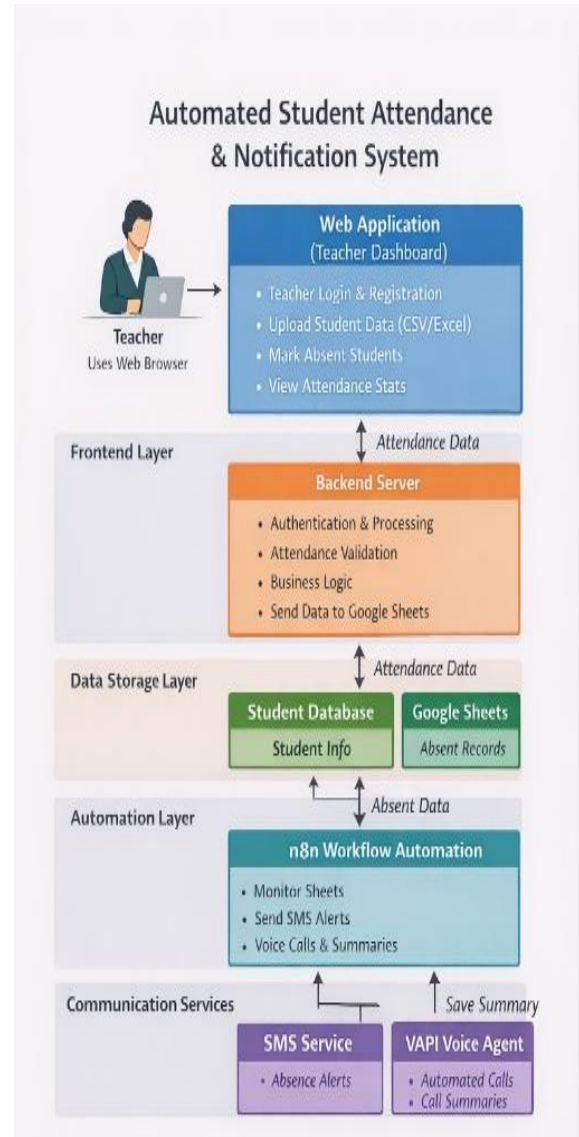 Automated Student Attendance
& Notification System
Teacher
Uses Web Browser
Web Application
(Teacher Dashboard)
• Teacher Login & Registration
• Upload Student Data (CSV/Excel)
• Mark Absent Students
• View Attendance Stats
Attendance Data
Frontend Layer
Backend Server
• Authentication & Processing
• Attendance Validation
• Business Logic
• Send Data to Google Sheets
Attendance Data
Data Storage Layer
Student Database
Student Info
Google Sheets
Absent Records
Absent Data
Automation Layer
n8n Workflow Automation
• Monitor Sheets
• Send SMS Alerts
• Voice Calls & Summaries
Communication Services
Save Summary
SMS Service
• Absence Alerts
VAPI Voice Agent
• Automated Calls
• Call Summaries